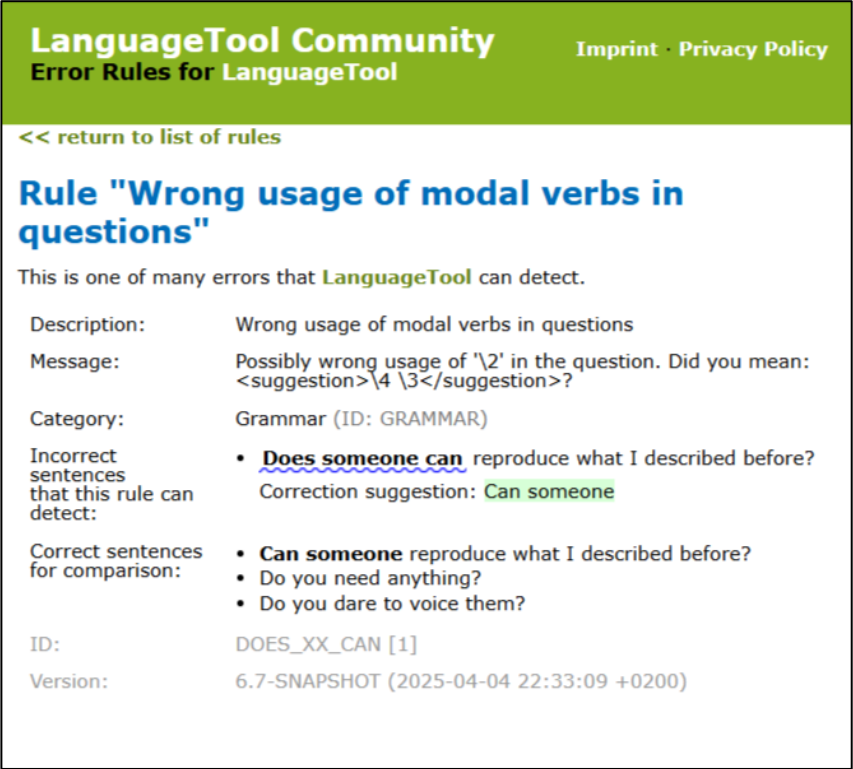 LanguageTool Community
Imprint · Privacy Policy
Error Rules for LanguageTool
<< return to list of rules
Rule "Wrong usage of modal verbs in
questions"
This is one of many errors that LanguageTool can detect.
Description: Wrong usage of modal verbs in questions
Message: Possibly wrong usage of '\2' in the question. Did you mean:
<suggestion>\4 \3</suggestion>?
Category: Grammar (ID: GRAMMAR)
Incorrect
sentences
that this rule can
detect:
• Does someone can reproduce what I described before?
Correction suggestion: Can someone
Correct sentences
for comparison:
• Can someone reproduce what I described before?
• Do you need anything?
• Do you dare to voice them?
ID: DOES_XX_CAN [1]
Version: 6.7-SNAPSHOT (2025-04-04 22:33:09 +0200)